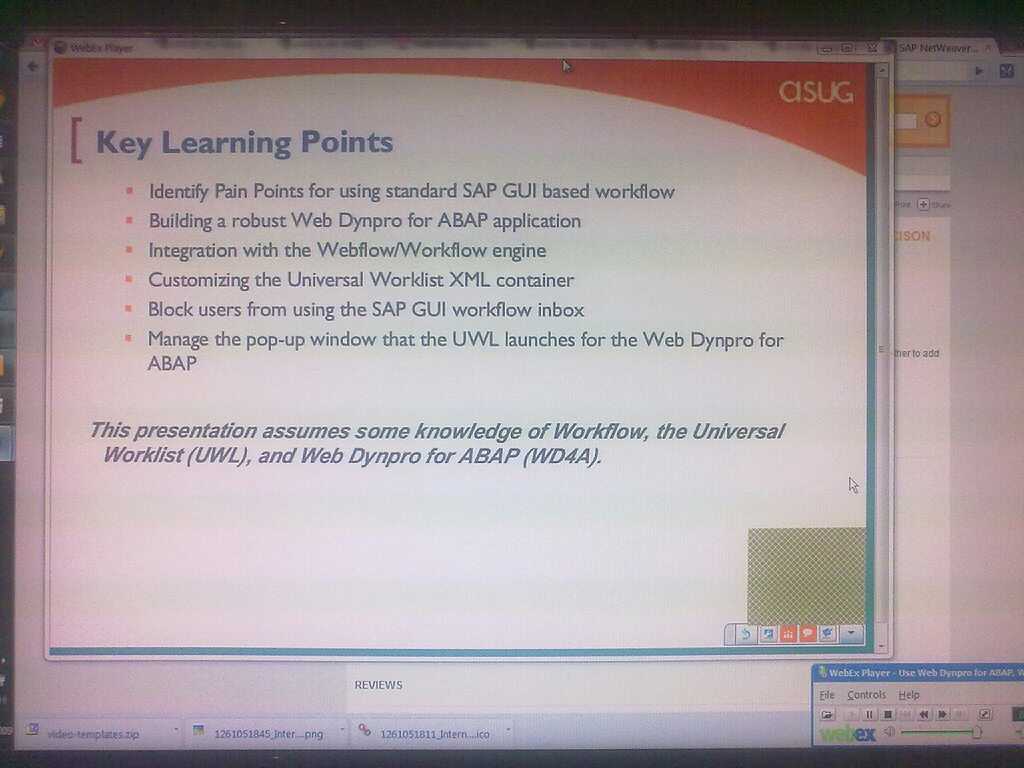 WebEx Player
SAP NetWeaver...
asug
Key Learning Points
Identify Pain Points for using standard SAP GUI based workflow
Building a robust Web Dynpro for ABAP application
Integration with the Webflow/Workflow engine
Customizing the Universal Worklist XML container
Block users from using the SAP GUI workflow inbox
Manage the pop-up window that the UWL launches for the Web Dynpro for
ABAP
This presentation assumes some knowledge of Workflow, the Universal
Worklist (UWL), and Web Dynpro for ABAP (WD4A).
Print Share
ISON
her to add
REVIEWS
WebEx Player - Use Web Dynpro for ABAP, W
File Controls Help
webex
video-templates.zip
1261051845_Inter....png
1261051811_Intern....ico